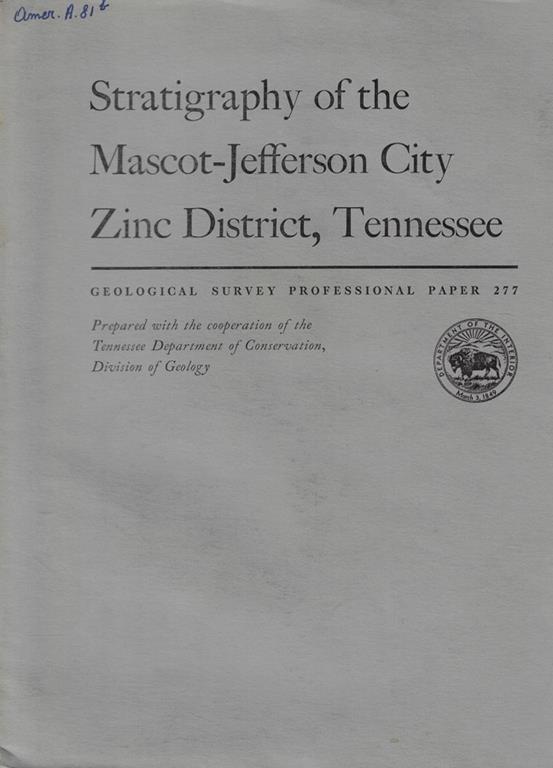 Amer. A. 81 b
Stratigraphy of the
Mascot-Jefferson City
Zinc District, Tennessee
GEOLOGICAL SURVEY PROFESSIONAL PAPER 277
Prepared with the cooperation of the
Tennessee Department of Conservation,
Division of Geology
DEPARTMENT OF THE INTERIOR
March 3, 1849